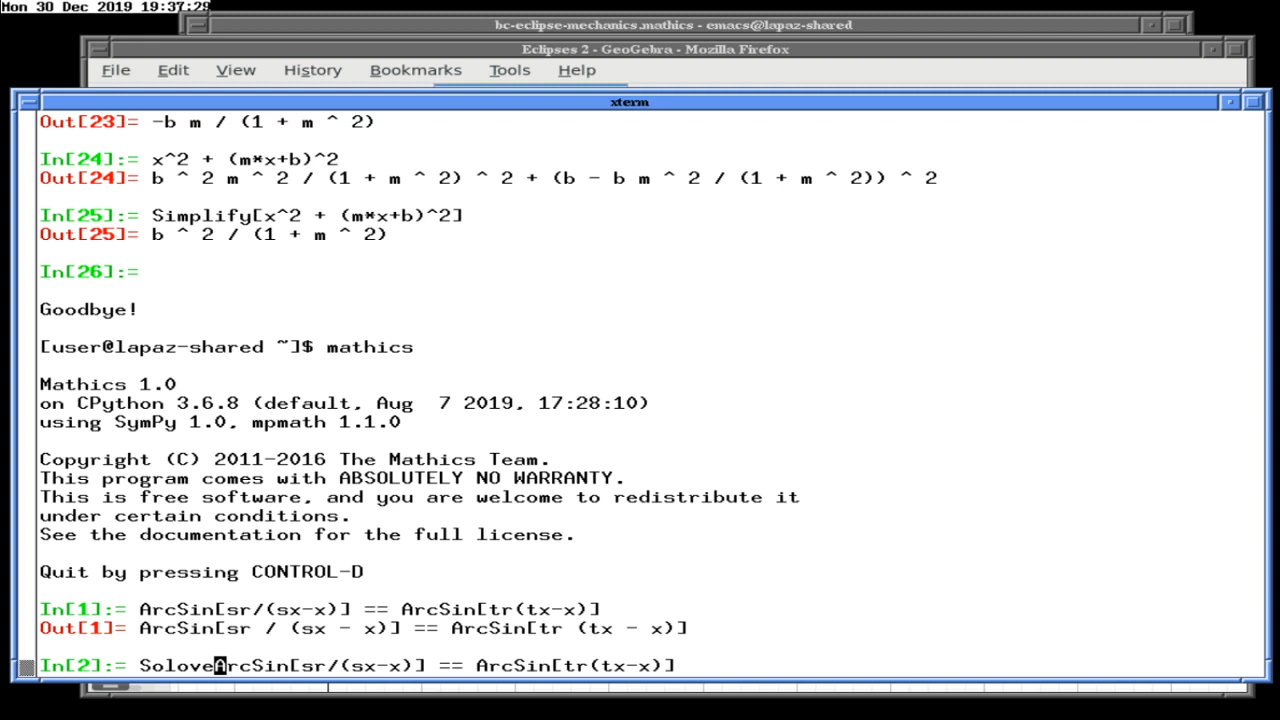 Mon 30 Dec 2019 19:37:29
bc-eclipse-mechanics.mathics - emacs@lapaz-shared
Eclipses 2 - GeoGebra - Mozilla Firefox
File Edit View History Bookmarks Tools Help
xterm
Out[23]= -b m / (1 + m ^ 2)
In[24]:= x^2 + (m*x+b)^2
Out[24]= b ^ 2 m ^ 2 / (1 + m ^ 2) ^ 2 + (b - b m ^ 2 / (1 + m ^ 2)) ^ 2
In[25]:= Simplify[x^2 + (m*x+b)^2]
Out[25]= b ^ 2 / (1 + m ^ 2)
In[26]:=
Goodbye!
[user@lapaz-shared ~]$ mathics
Mathics 1.0
on CPython 3.6.8 (default, Aug  7 2019, 17:28:10)
using SymPy 1.0, mpmath 1.1.0
Copyright (C) 2011-2016 The Mathics Team.
This program comes with ABSOLUTELY NO WARRANTY.
This is free software, and you are welcome to redistribute it
under certain conditions.
See the documentation for the full license.
Quit by pressing CONTROL-D
In[1]:= ArcSin[sr/(sx-x)] == ArcSin[tr(tx-x)]
Out[1]= ArcSin[sr / (sx - x)] == ArcSin[tr (tx - x)]
In[2]:= SoloveArcSin[sr/(sx-x)] == ArcSin[tr(tx-x)]